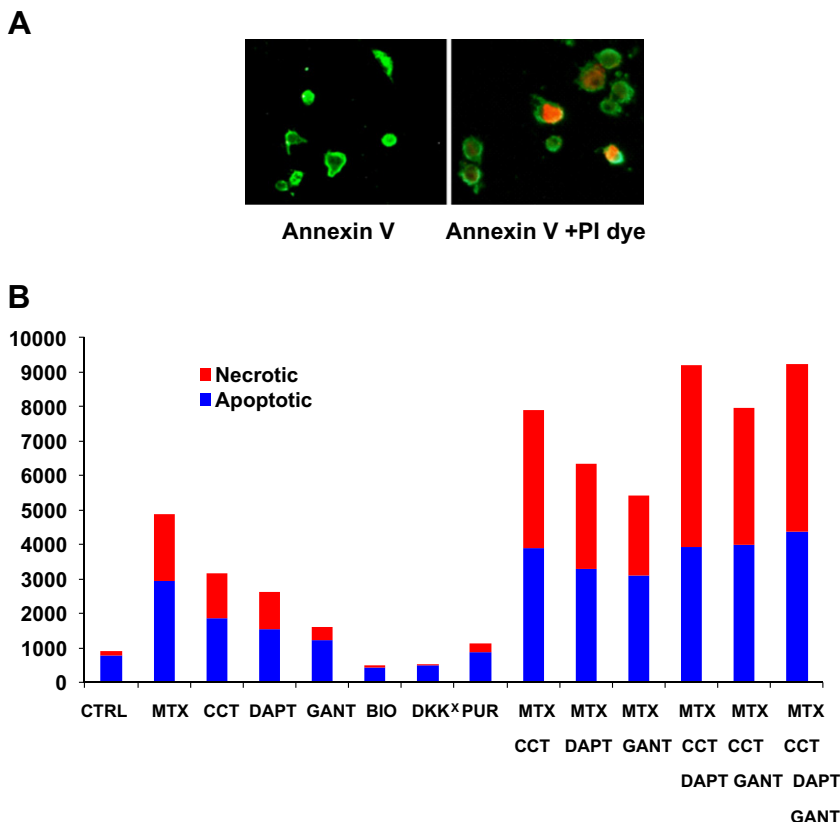 A
Annexin V
Annexin V +PI dye
B
10000
9000
8000
7000
6000
5000
4000
3000
2000
1000
0
Necrotic
Apoptotic
CTRL MTX CCT DAPT GANT BIO DKKˣ PUR MTX MTX MTX MTX MTX MTX
CCT DAPT GANT CCT CCT CCT
DAPT GANT DAPT
GANT